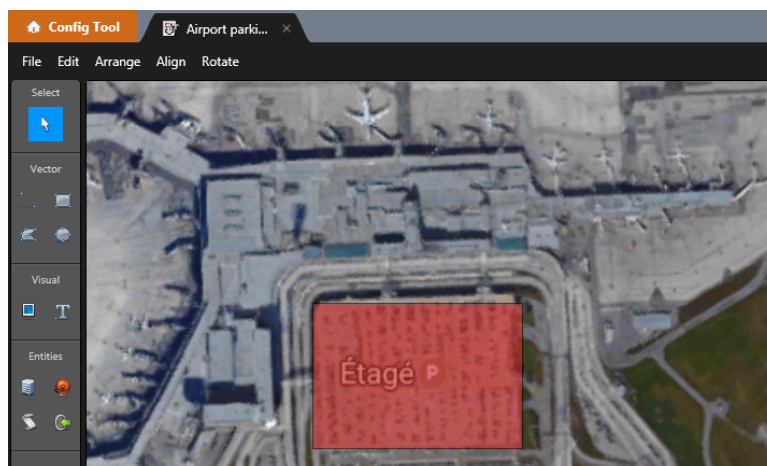 Config Tool
Airport parki...
File Edit Arrange Align Rotate
Select
Vector
Visual
T
Entities
Étagé P